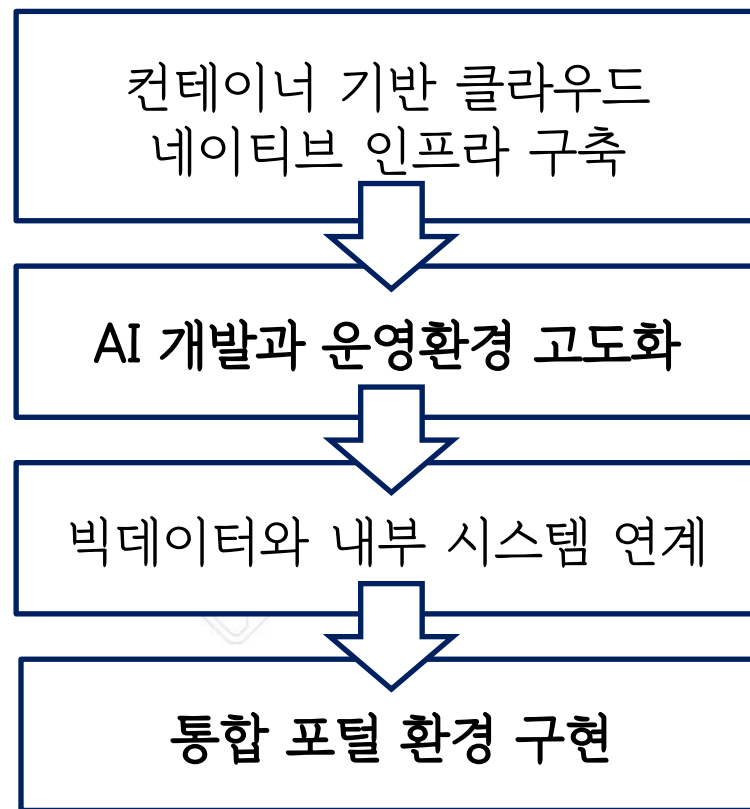 컨테이너 기반 클라우드
네이티브 인프라 구축
AI 개발과 운영환경 고도화
빅데이터와 내부 시스템 연계
통합 포털 환경 구현